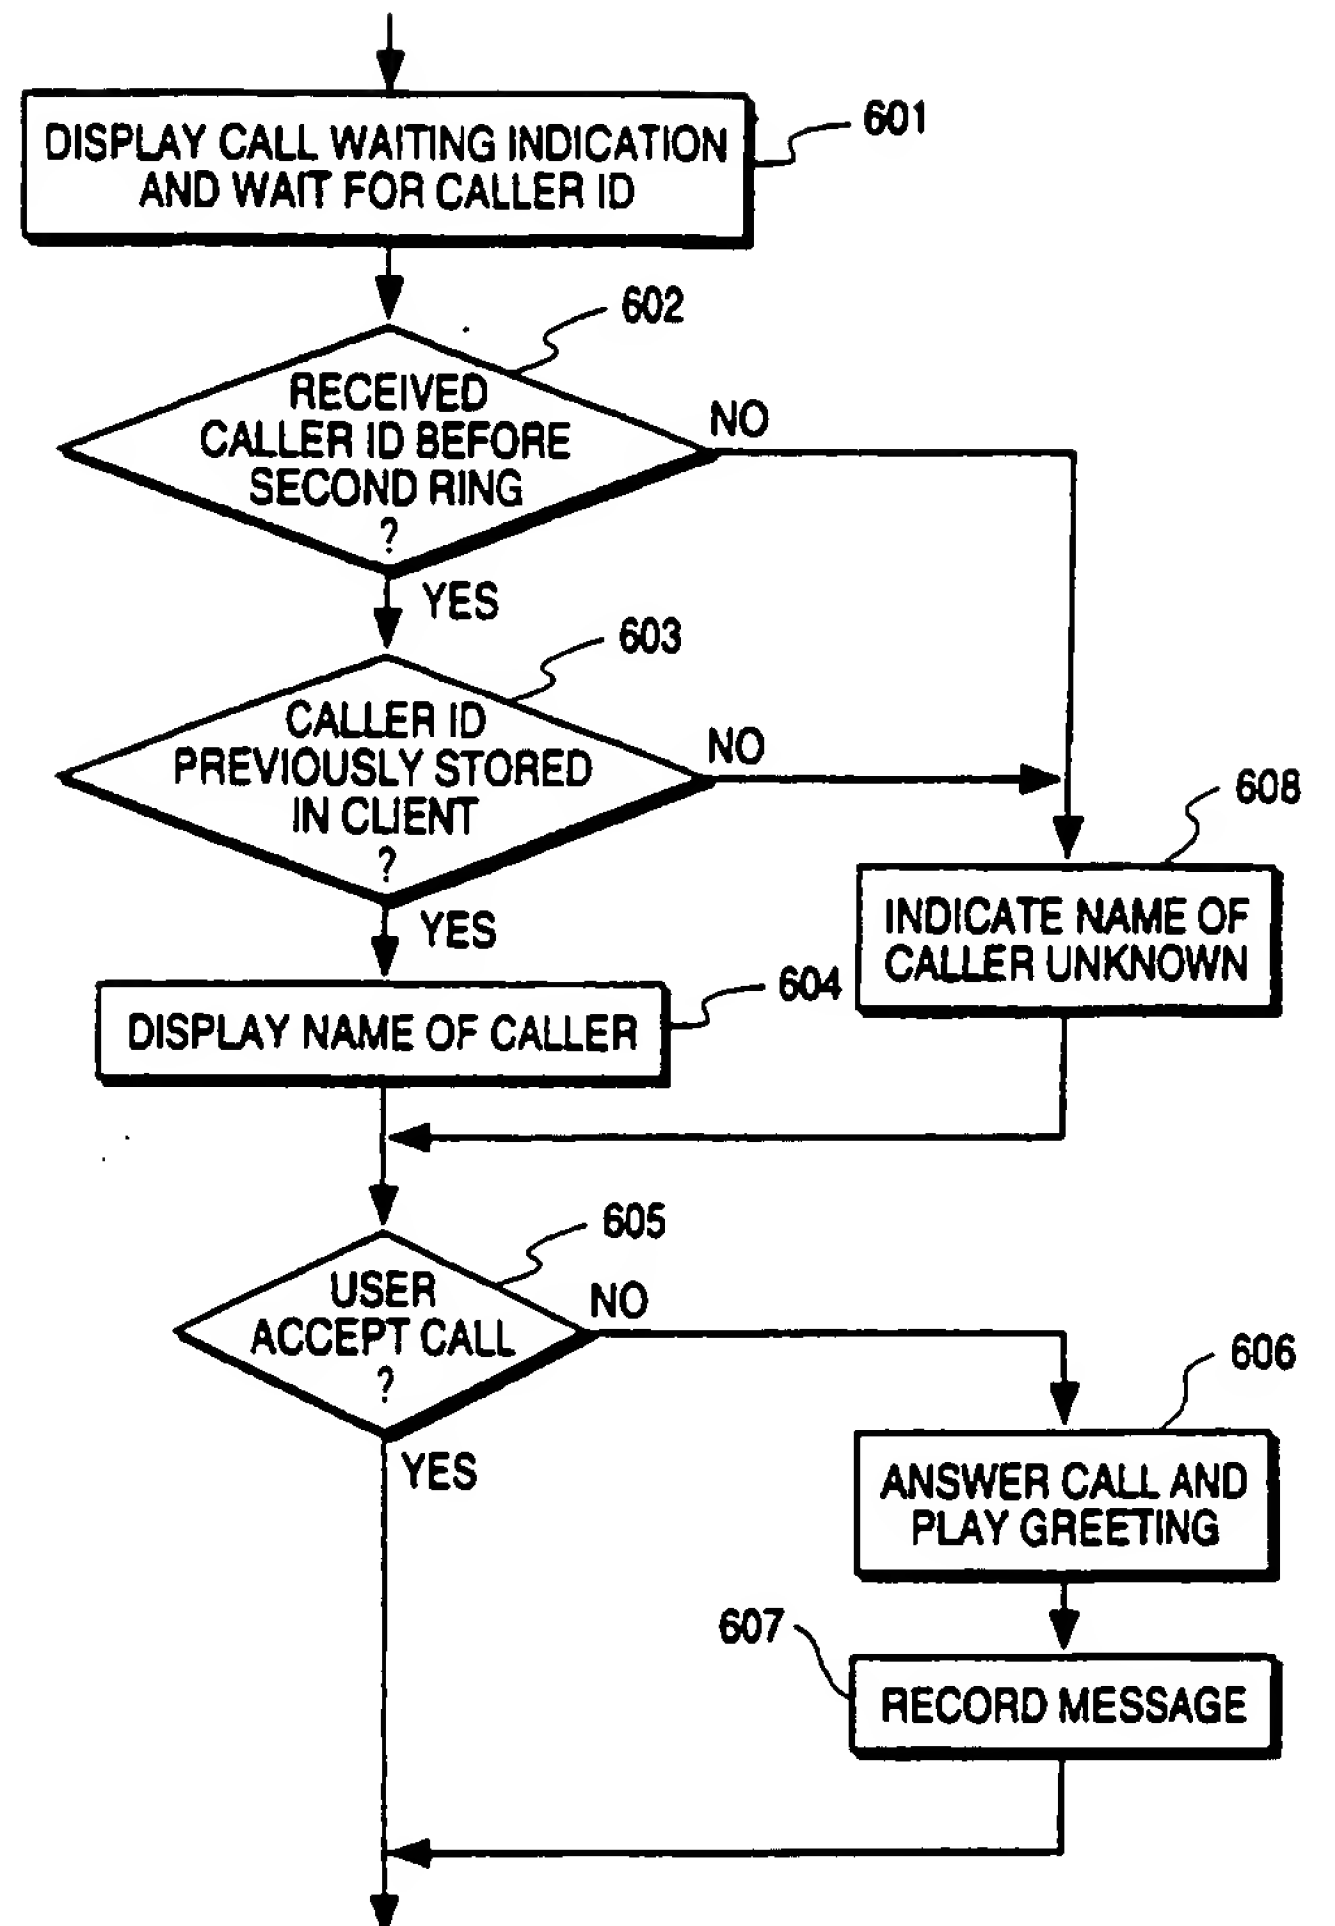 601
DISPLAY CALL WAITING INDICATION
AND WAIT FOR CALLER ID
602
RECEIVED
CALLER ID BEFORE
SECOND RING
?
NO
YES
603
CALLER ID
PREVIOUSLY STORED
IN CLIENT
?
NO
YES
608
INDICATE NAME OF
CALLER UNKNOWN
604
DISPLAY NAME OF CALLER
605
USER
ACCEPT CALL
?
NO
YES
606
ANSWER CALL AND
PLAY GREETING
607
RECORD MESSAGE